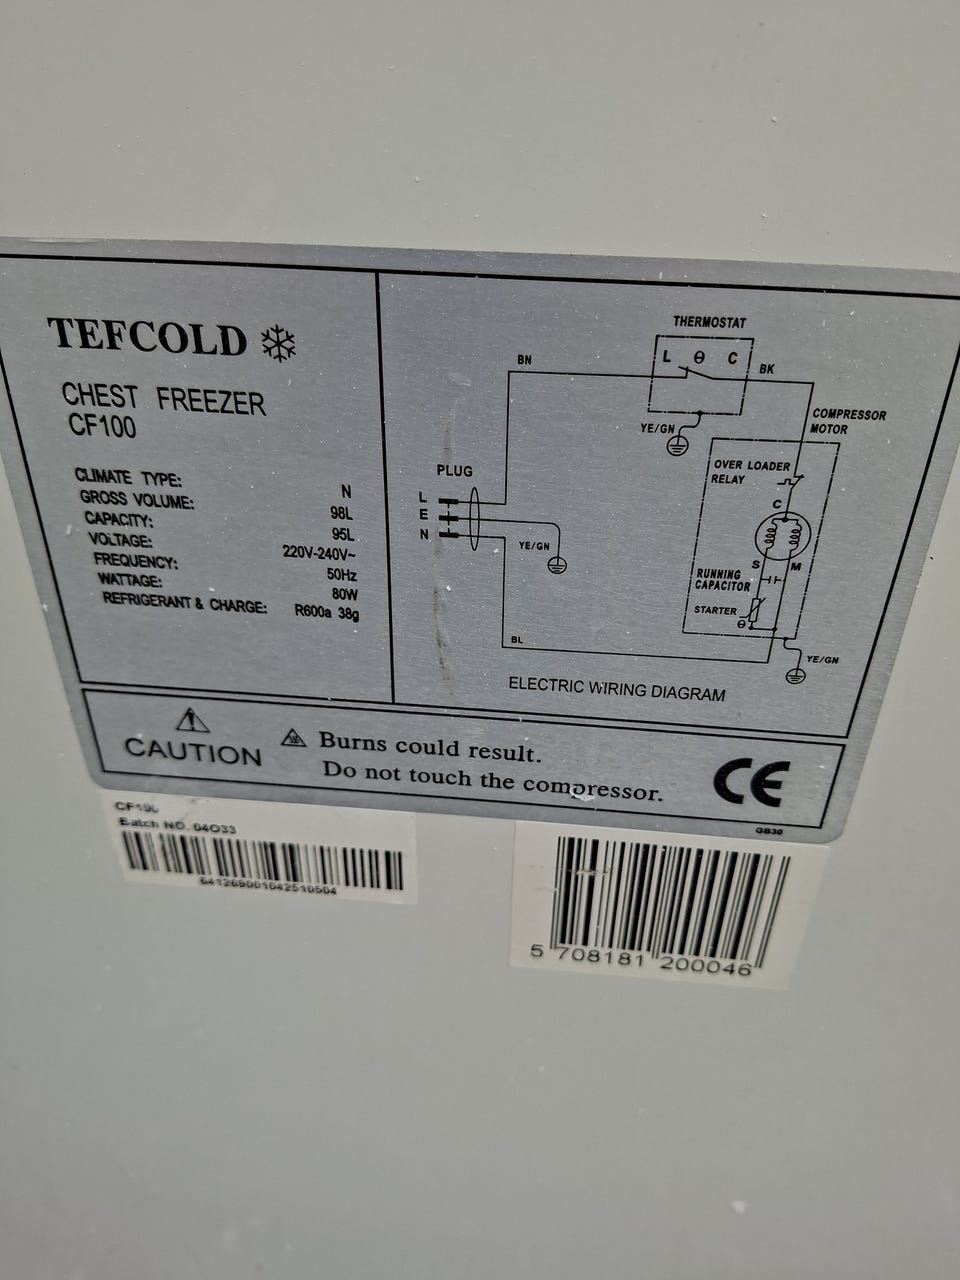 TEFCOLD
CHEST FREEZER
CF100
CLIMATE TYPE: N
GROSS VOLUME: 98L
CAPACITY: 95L
VOLTAGE: 220V-240V~
FREQUENCY: 50Hz
WATTAGE: 80W
REFRIGERANT & CHARGE: R600a 38g
THERMOSTAT
L θ C
BN
BK
YE/GN
COMPRESSOR
MOTOR
OVER LOADER
RELAY
PLUG
L
E
N
YE/GN
C
S M
RUNNING
CAPACITOR
STARTER
θ
BL
YE/GN
ELECTRIC WIRING DIAGRAM
CAUTION
Burns could result.
Do not touch the compressor.
CE
GB30
Batch NO. 04O33
641269001042510504
5 708181 200046